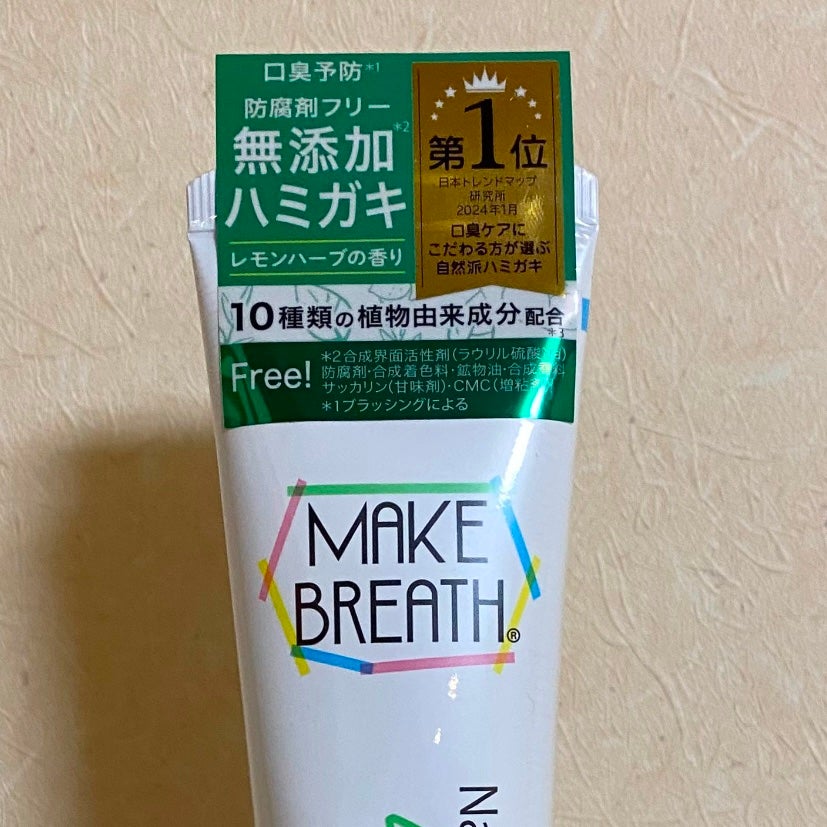 口臭予防*1
防腐剤フリー
無添加*2
ハミガキ
レモンハーブの香り
第1位
日本トレンドマップ
研究所
2024年1月
口臭ケアに
こだわる方が選ぶ
自然派ハミガキ
10種類の植物由来成分配合*3
Free!
*2合成界面活性剤(ラウリル硫酸
防腐剤・合成着色料・鉱物油・合成
サッカリン(甘味剤)・CMC(増粘
*1ブラッシングによる
MAKE
BREATH®